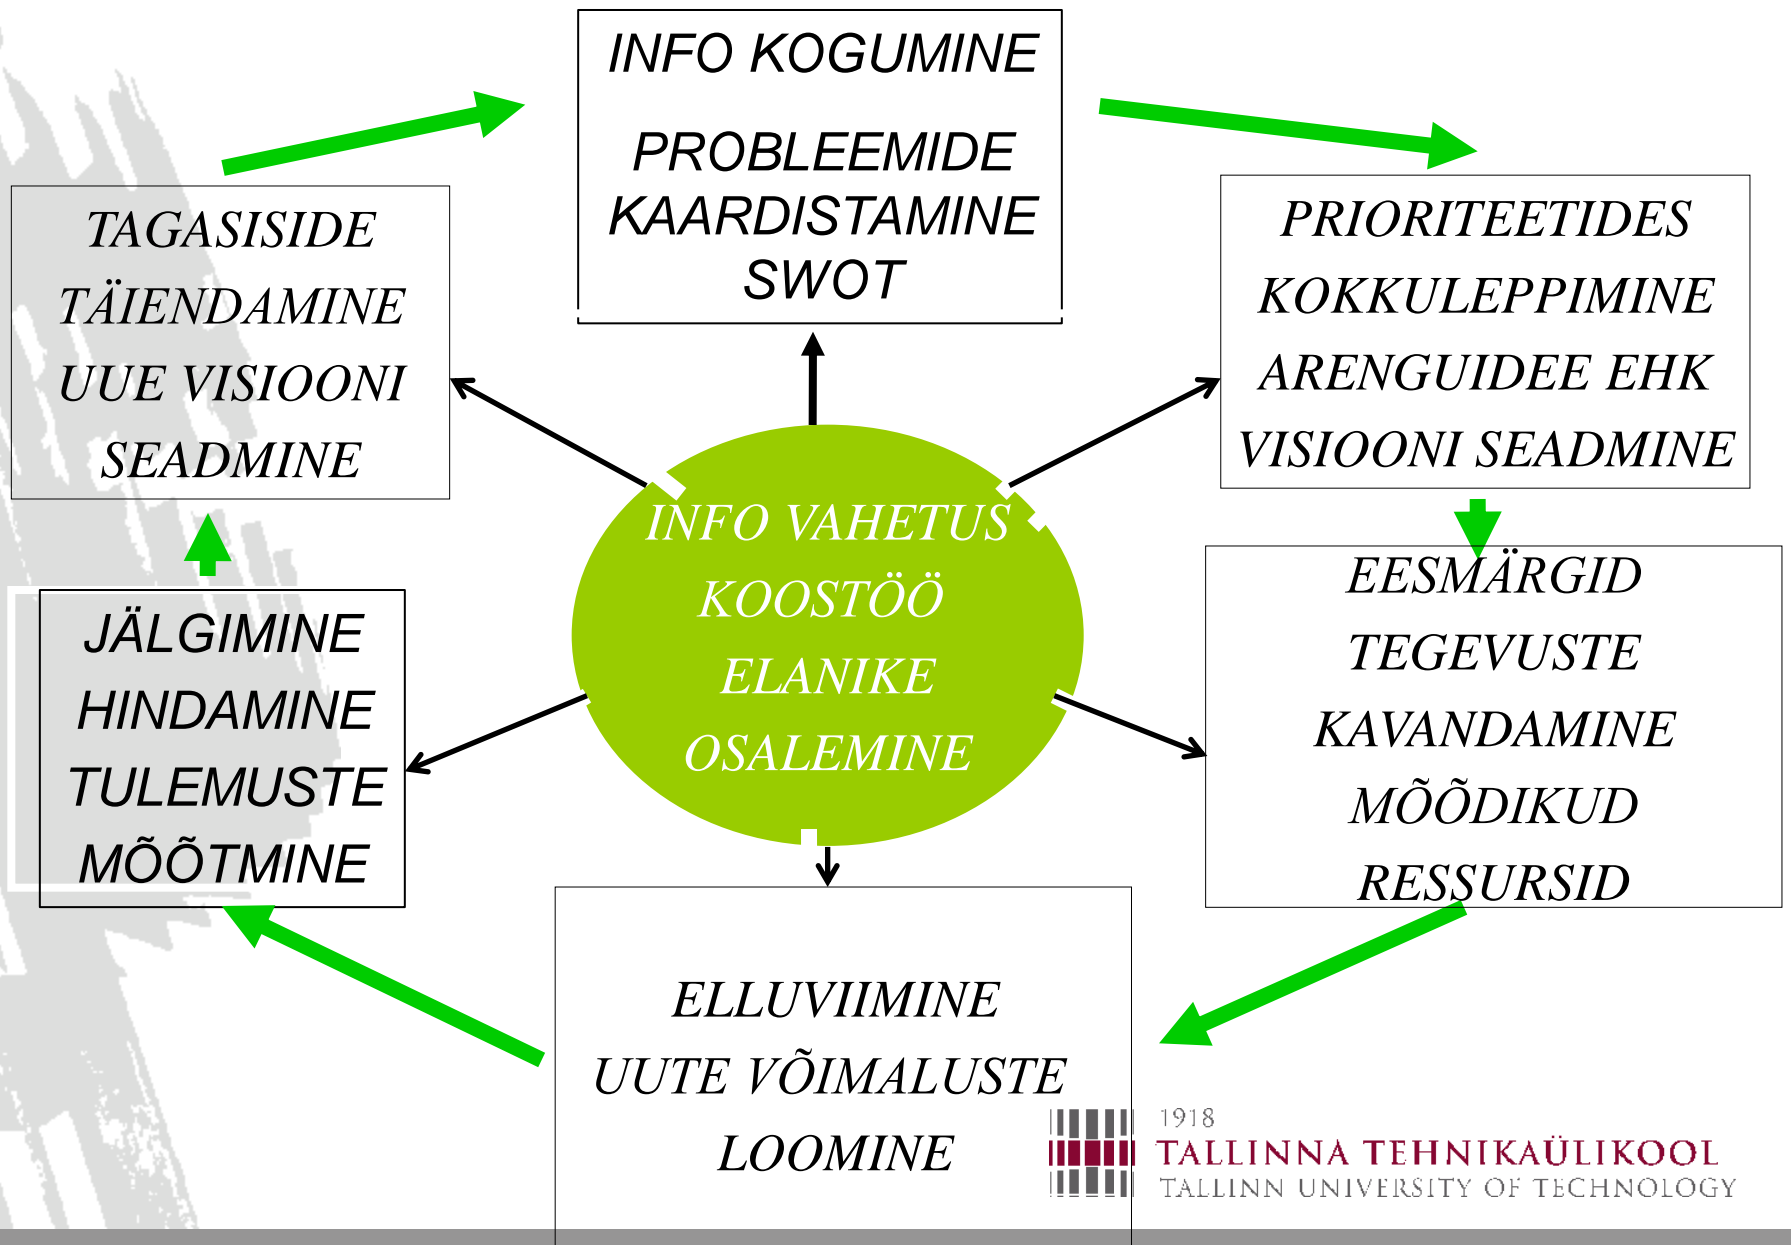 INFO KOGUMINE
PROBLEEMIDE
KAARDISTAMINE
SWOT
PRIORITEETIDES
KOKKULEPPIMINE
ARENGUIDEE EHK
VISIOONI SEADMINE
EESMÄRGID
TEGEVUSTE
KAVANDAMINE
MÕÕDIKUD
RESSURSID
ELLUVIIMINE
UUTE VÕIMALUSTE
LOOMINE
JÄLGIMINE
HINDAMINE
TULEMUSTE
MÕÕTMINE
TAGASISIDE
TÄIENDAMINE
UUE VISIOONI
SEADMINE
INFO VAHETUS
KOOSTÖÖ
ELANIKE
OSALEMINE
1918
TALLINNA TEHNIKAÜLIKOOL
TALLINN UNIVERSITY OF TECHNOLOGY